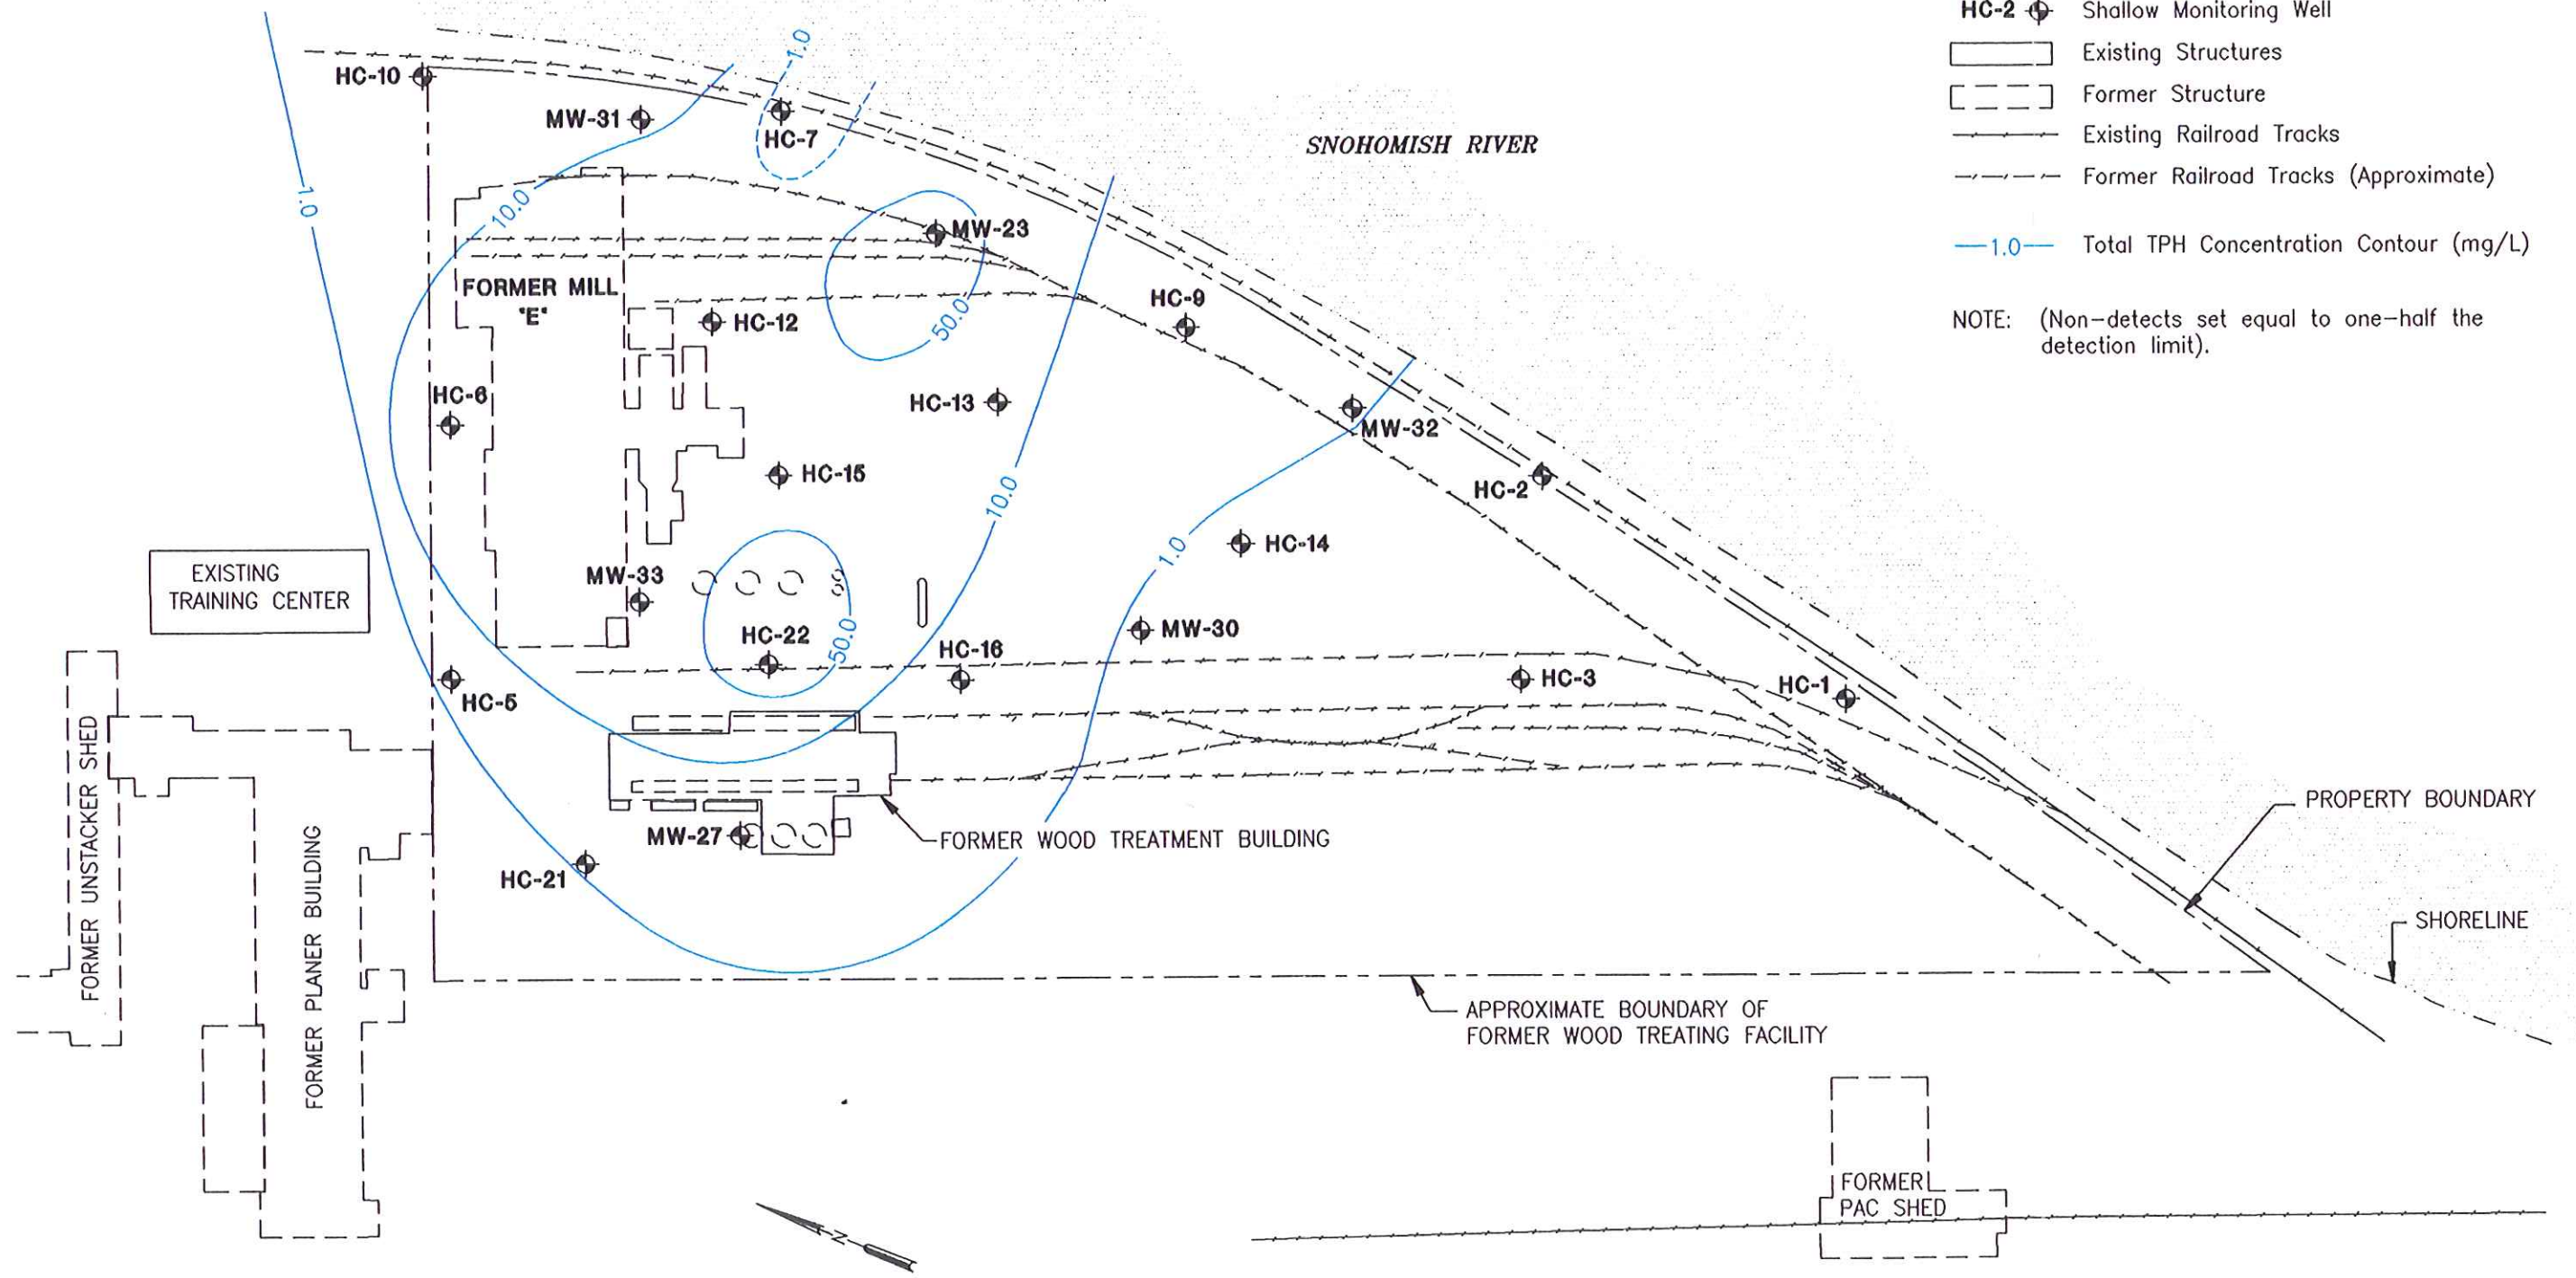 HC-2 Shallow Monitoring Well
Existing Structures
Former Structure
Existing Railroad Tracks
Former Railroad Tracks (Approximate)
1.0 Total TPH Concentration Contour (mg/L)
NOTE: (Non-detects set equal to one-half the
detection limit).
1.0
HC-10
MW-31
HC-7
SNOHOMISH RIVER
1.0
10.0
MW-23
FORMER MILL
"E"
HC-12
50.0
HC-9
HC-6
HC-13
MW-32
HC-15
HC-2
10.0
1.0
HC-14
EXISTING
TRAINING CENTER
MW-33
HC-22
50.0
HC-16
MW-30
HC-5
HC-3
HC-1
FORMER UNSTACKER SHED
FORMER PLANER BUILDING
MW-27
FORMER WOOD TREATMENT BUILDING
HC-21
PROPERTY BOUNDARY
SHORELINE
APPROXIMATE BOUNDARY OF
FORMER WOOD TREATING FACILITY
FORMER
PAC SHED
N